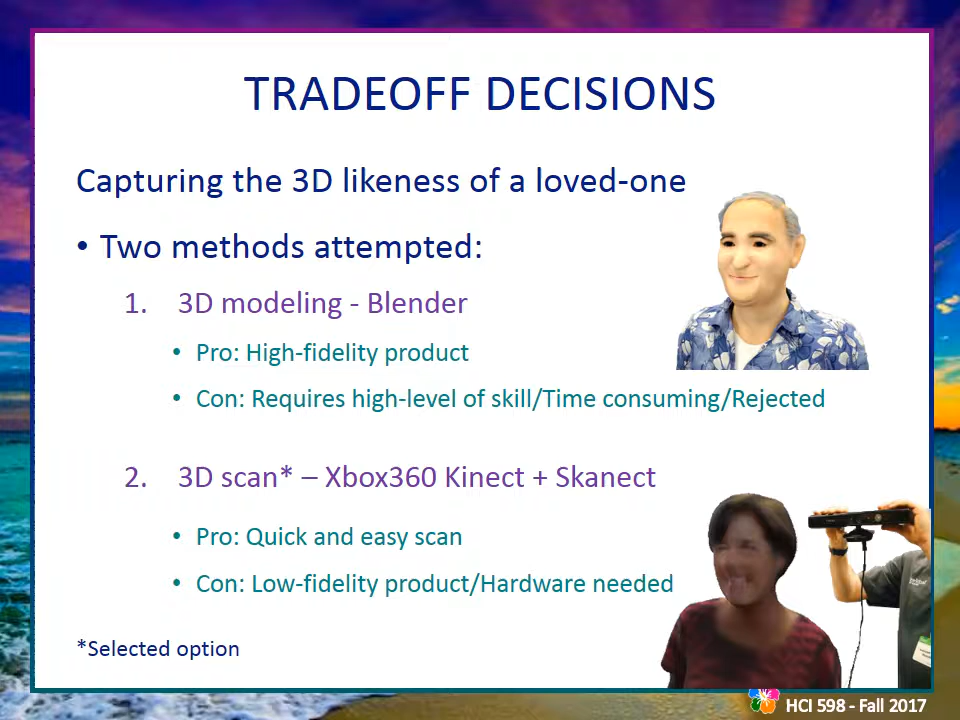 TRADEOFF DECISIONS
Capturing the 3D likeness of a loved-one
• Two methods attempted:
1. 3D modeling - Blender
• Pro: High-fidelity product
• Con: Requires high-level of skill/Time consuming/Rejected
2. 3D scan* – Xbox360 Kinect + Skanect
• Pro: Quick and easy scan
• Con: Low-fidelity product/Hardware needed
*Selected option
HCI 598 - Fall 2017